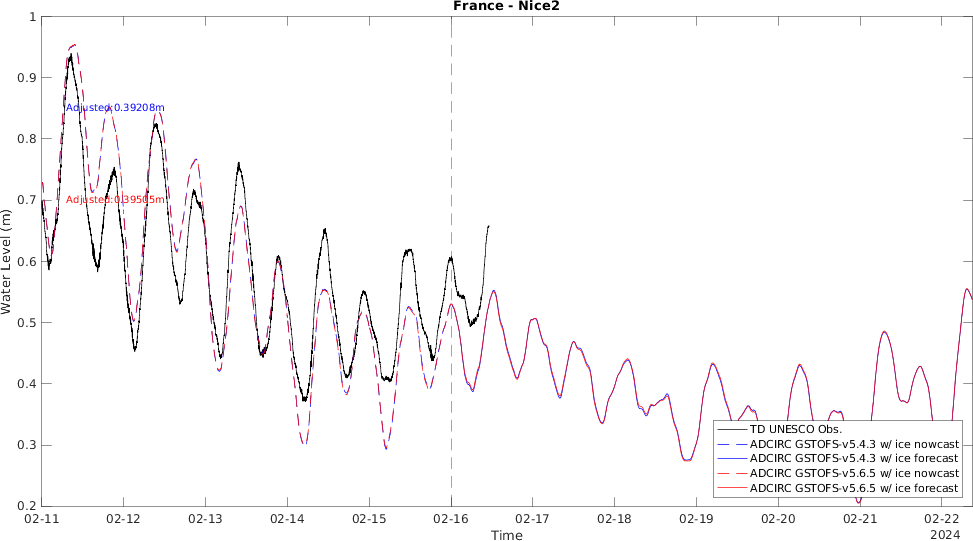 France - Nice2
1
0.9
0.8
0.7
0.6
0.5
0.4
0.3
0.2
Water Level (m)
Adjusted:0.39208m
Adjusted:0.39505m
TD UNESCO Obs.
ADCIRC GSTOFS-v5.4.3 w/ ice nowcast
ADCIRC GSTOFS-v5.4.3 w/ ice forecast
ADCIRC GSTOFS-v5.6.5 w/ ice nowcast
ADCIRC GSTOFS-v5.6.5 w/ ice forecast
02-11 02-12 02-13 02-14 02-15 02-16 02-17 02-18 02-19 02-20 02-21 02-22
2024
Time